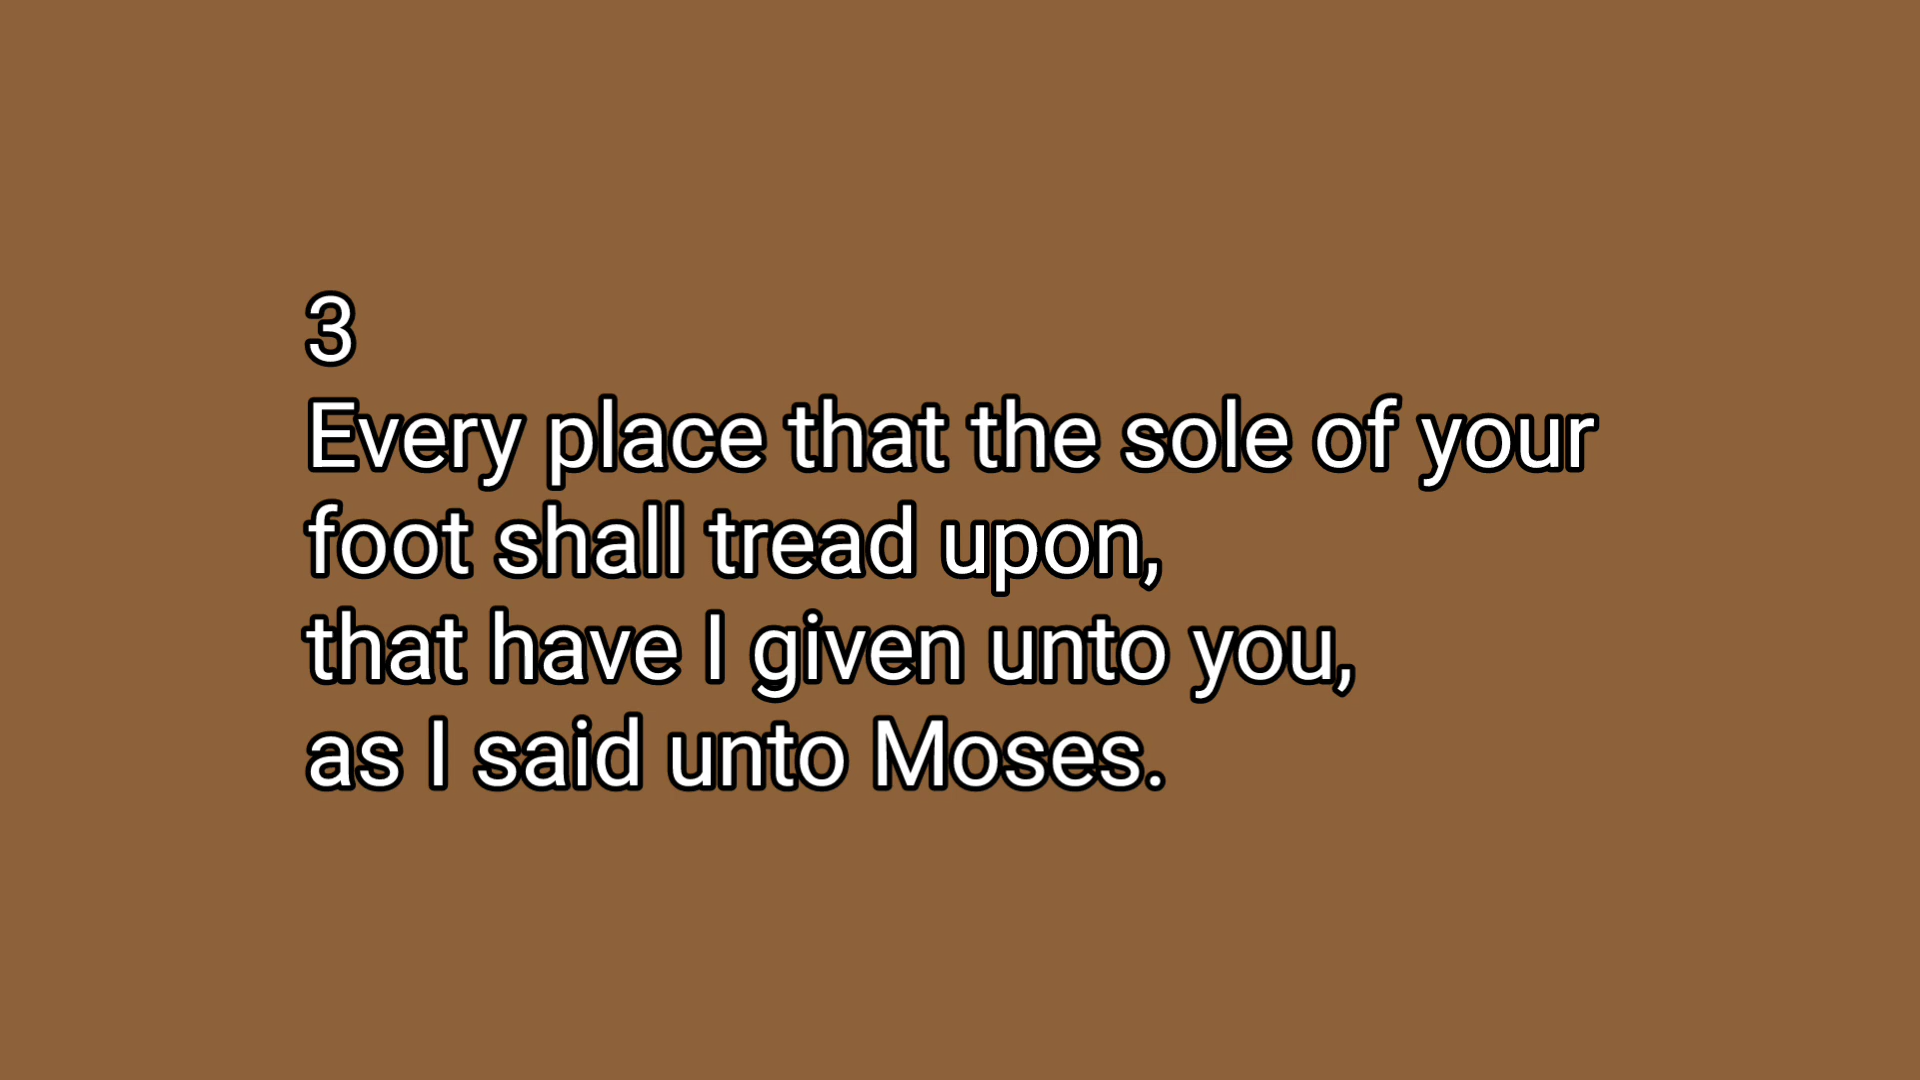 3
Every place that the sole of your
foot shall tread upon,
that have I given unto you,
as I said unto Moses.